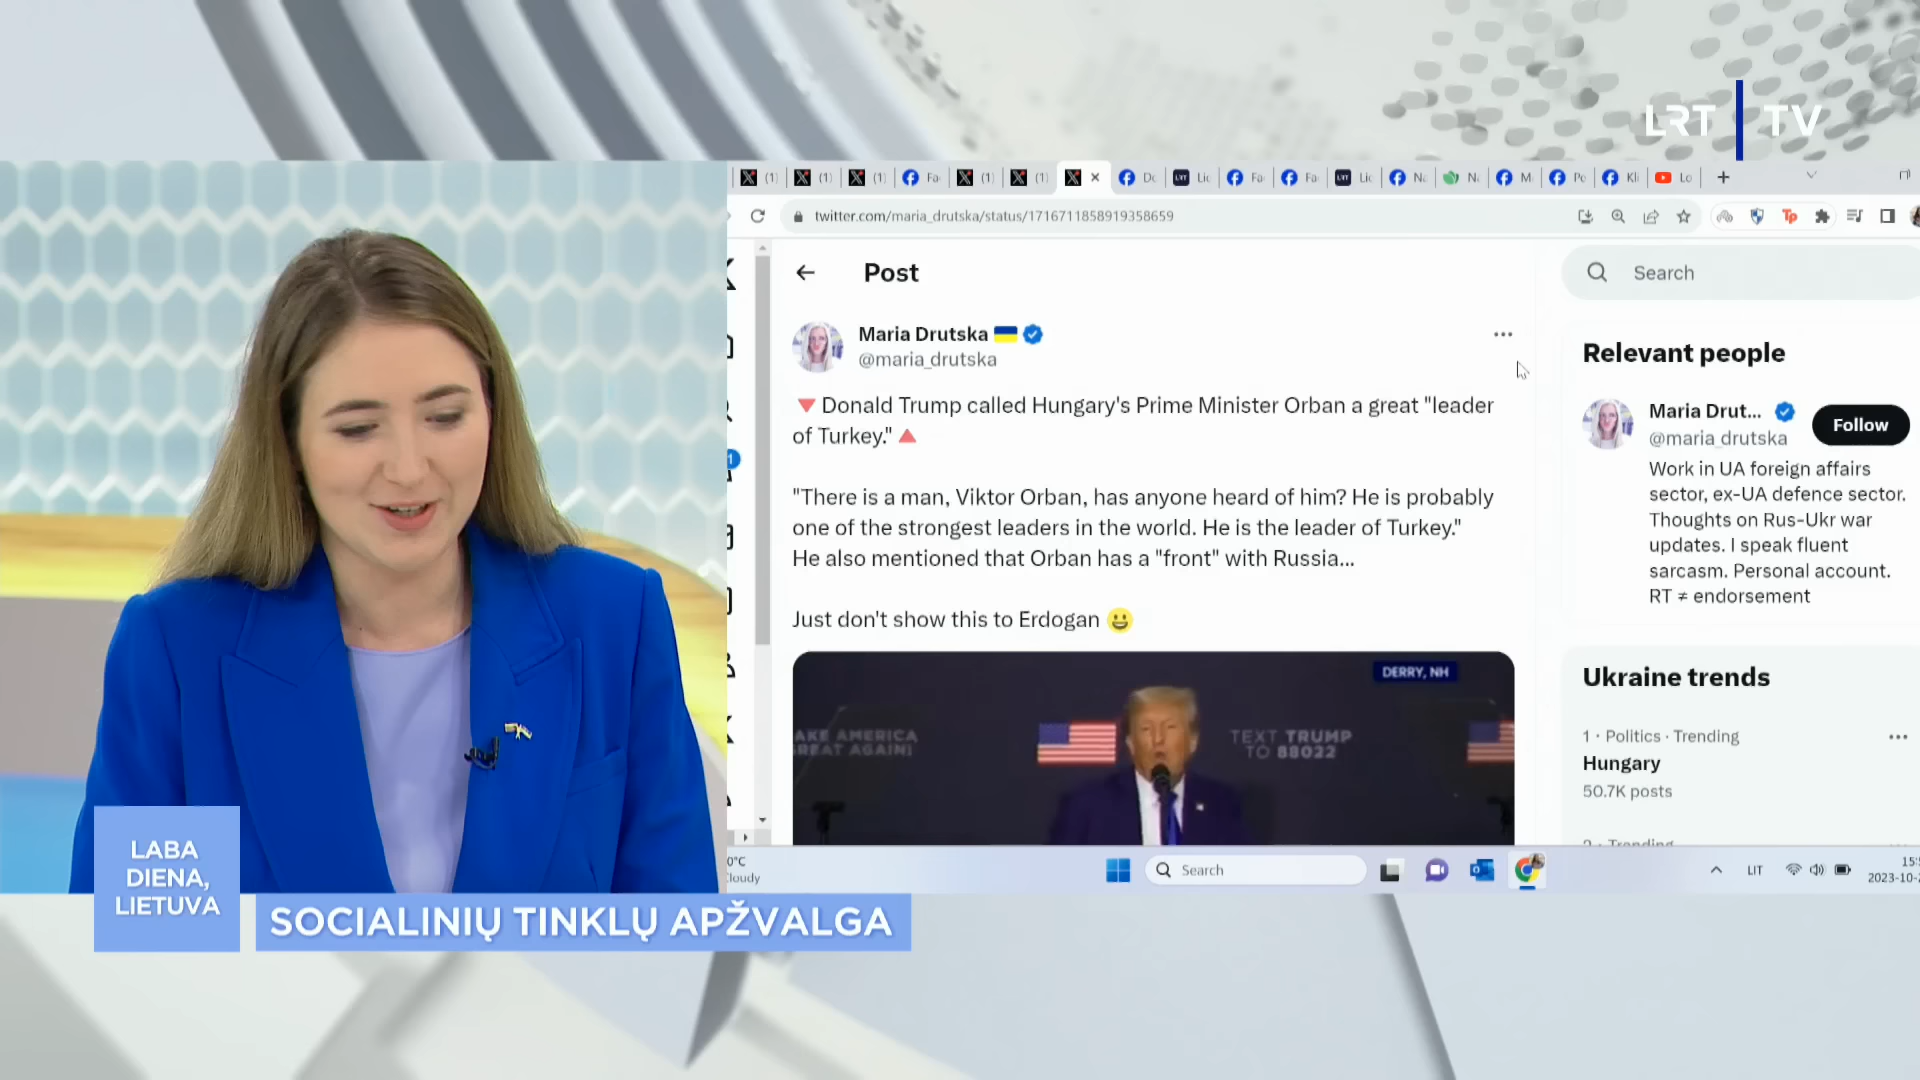 LRT TV
(1)
(1)
(1)
(1)
(1)
twitter.com/maria_drutska/status/1716711858919358659
Post
Search
Maria Drutska
@maria_drutska
Donald Trump called Hungary's Prime Minister Orban a great "leader
of Turkey."
"There is a man, Viktor Orban, has anyone heard of him? He is probably
one of the strongest leaders in the world. He is the leader of Turkey."
He also mentioned that Orban has a "front" with Russia...
Just don't show this to Erdogan
DERRY, NH
TEXT TRUMP
TO 88022
Relevant people
Maria Drut...
@maria_drutska
Follow
Work in UA foreign affairs
sector, ex-UA defence sector.
Thoughts on Rus-Ukr war
updates. I speak fluent
sarcasm. Personal account.
RT ≠ endorsement
Ukraine trends
1 · Politics · Trending
Hungary
50.7K posts
Search
LIT
LABA
DIENA,
LIETUVA
SOCIALINIŲ TINKLŲ APŽVALGA